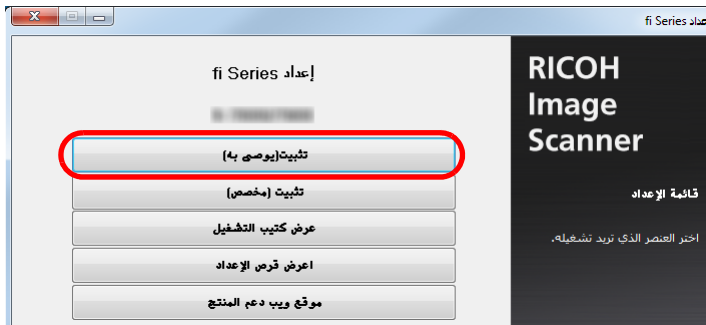 إعداد fi Series
RICOH
Image
Scanner
قائمة الإعداد
اختر العنصر الذي تريد تشغيله.
إعداد fi Series
تثبيت(يوصى به)
تثبيت (مخصص)
عرض كتيب التشغيل
اعرض قرص الإعداد
موقع ويب دعم المنتج